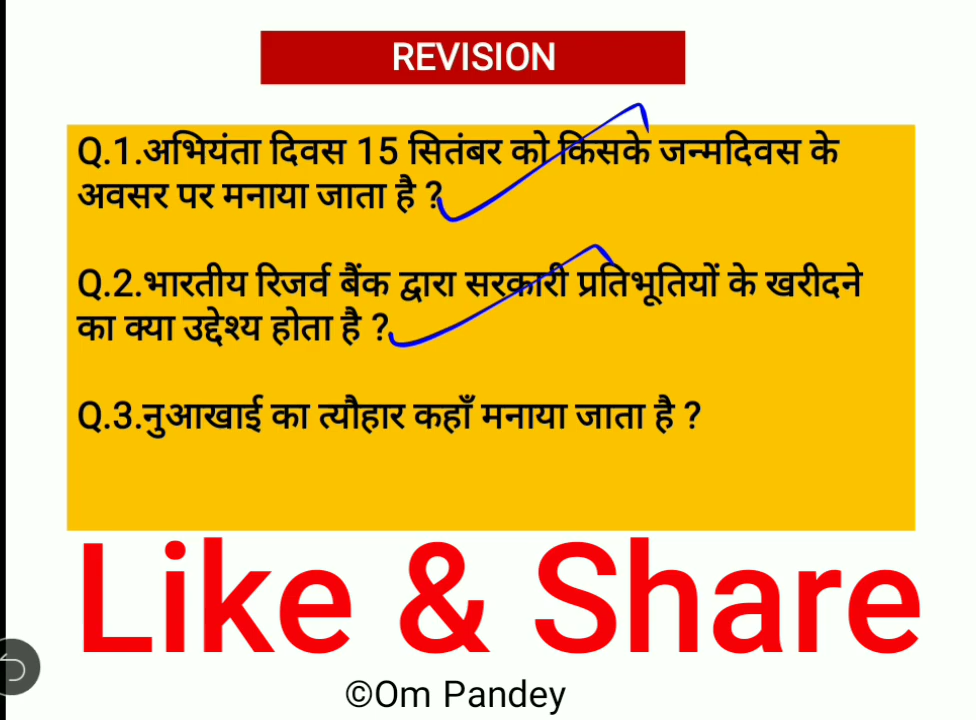 REVISION
Q.1.अभियंता दिवस 15 सितंबर को किसके जन्मदिवस के
अवसर पर मनाया जाता है ?
Q.2.भारतीय रिजर्व बैंक द्वारा सरकारी प्रतिभूतियों के खरीदने
का क्या उद्देश्य होता है ?
Q.3.नुआखाई का त्यौहार कहाँ मनाया जाता है ?
Like & Share
©Om Pandey